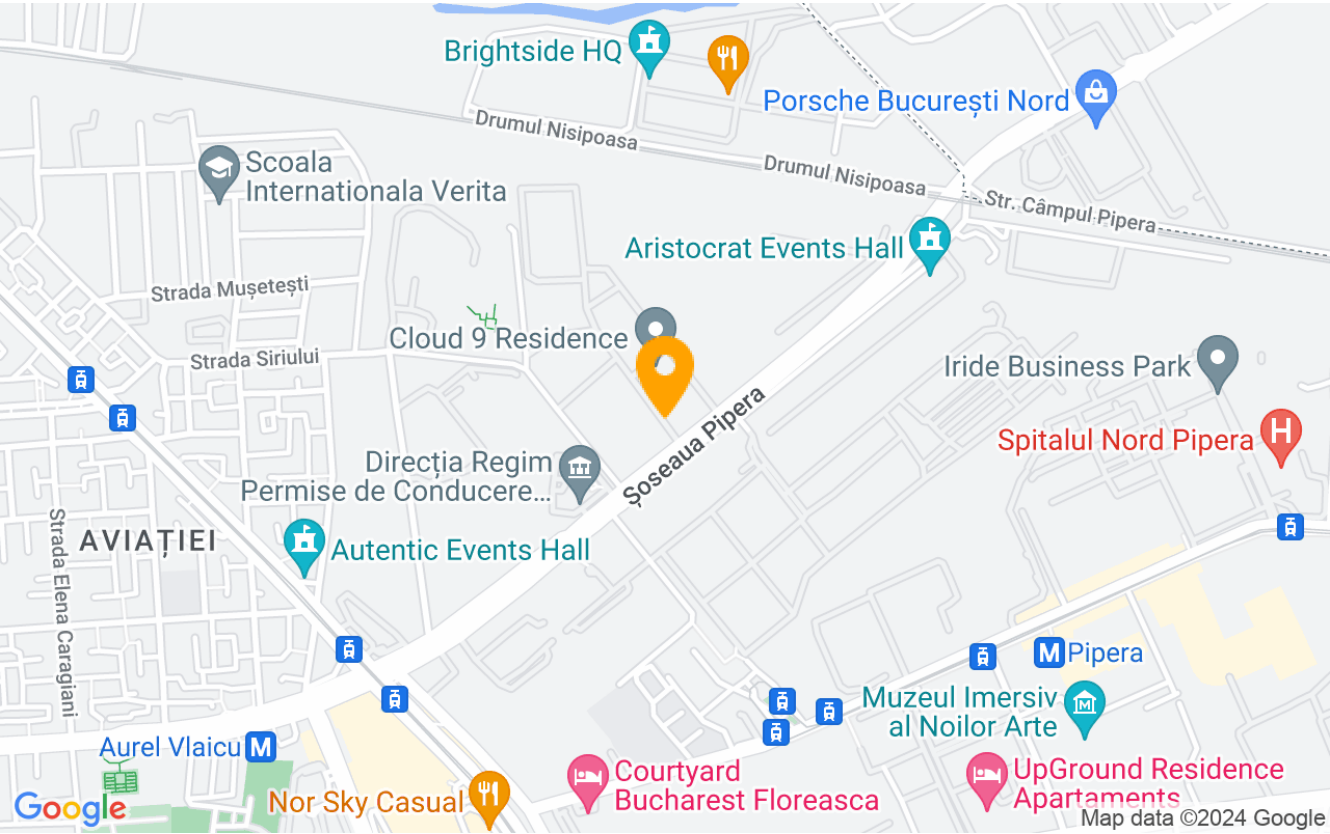 Brightside HQ
Porsche București Nord
Drumul Nisipoasa
Drumul Nisipoasa
Scoala
Internationala Verita
Str. Câmpul Pipera
Aristocrat Events Hall
Strada Mușetești
Cloud 9 Residence
Strada Siriului
Iride Business Park
Șoseaua Pipera
Spitalul Nord Pipera
H
Direcția Regim
Permise de Conducere...
AVIAȚIEI
Autentic Events Hall
Strada Elena Caragiani
M Pipera
Muzeul Imersiv
al Noilor Arte
M
Aurel Vlaicu M
Courtyard
Bucharest Floreasca
UpGround Residence
Apartaments
Nor Sky Casual
Google
Map data ©2024 Google